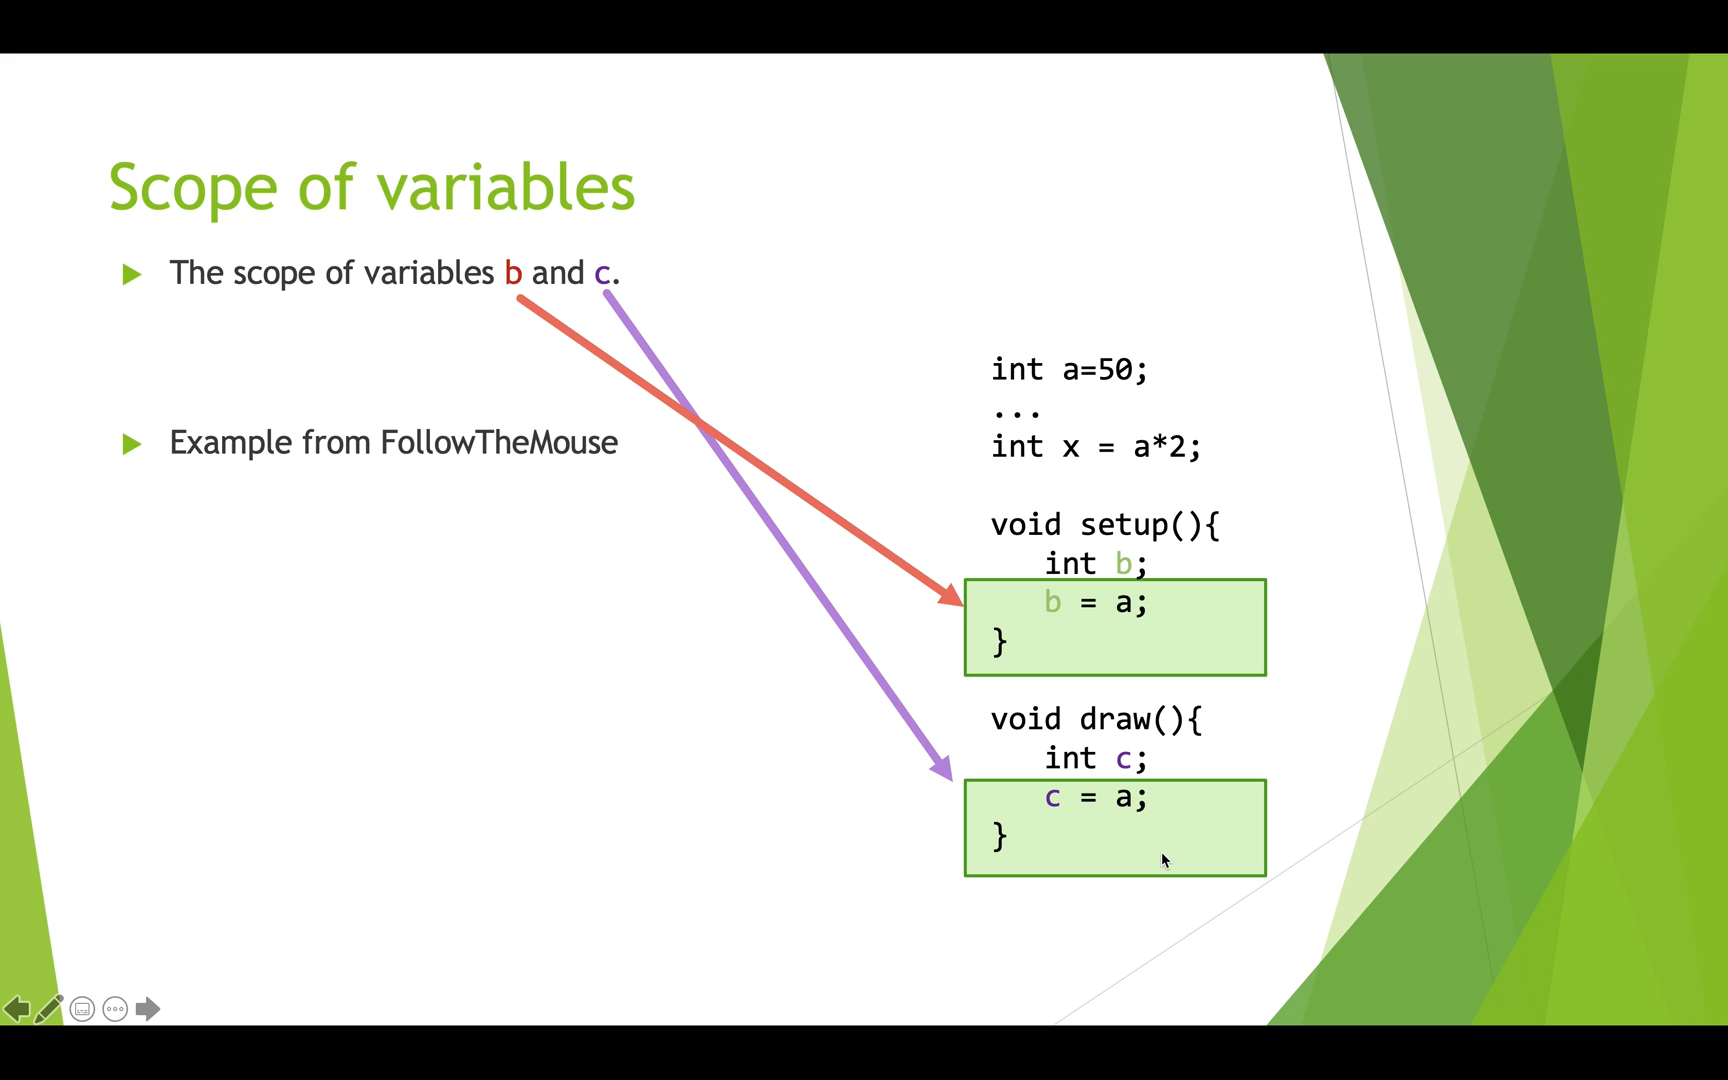 Scope of variables
The scope of variables b and c.
Example from FollowTheMouse
int a=50;
...
int x = a*2;
void setup(){
int b;
b = a;
}
void draw(){
int c;
c = a;
}